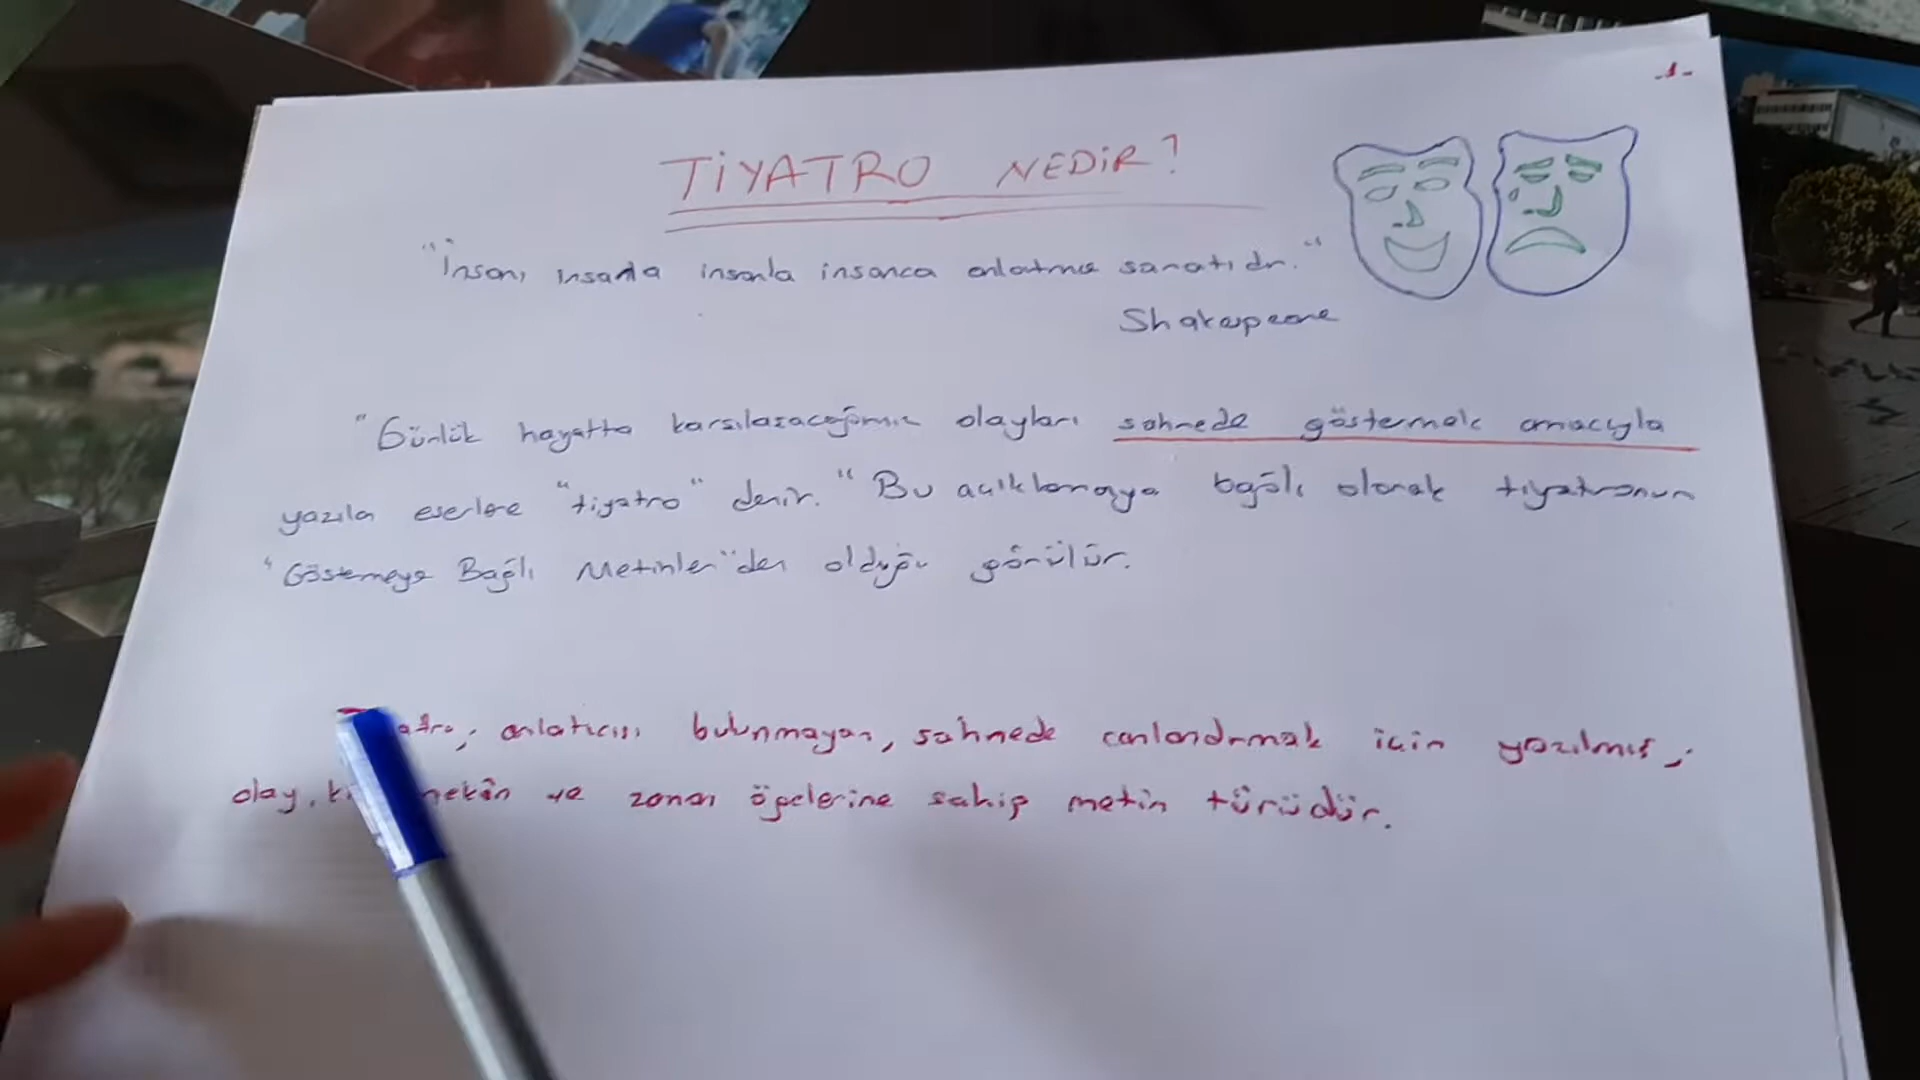 -1-
TİYATRO NEDİR?
"İnsanı, insanla insanla insanca anlatma sanatıdır."
Shakespeare
"Günlük hayatta karşılaşacağımız olayları sahnede göstermek amacıyla
yazılan eserlere "tiyatro" denir." Bu açıklamaya bağlı olarak tiyatronun
"Göstermeye Bağlı Metinler"den olduğu görülür.
anlatıcısı bulunmayan, sahnede canlandırmak için yazılmış;
olay, mekân ve zaman ögelerine sahip metin türüdür.